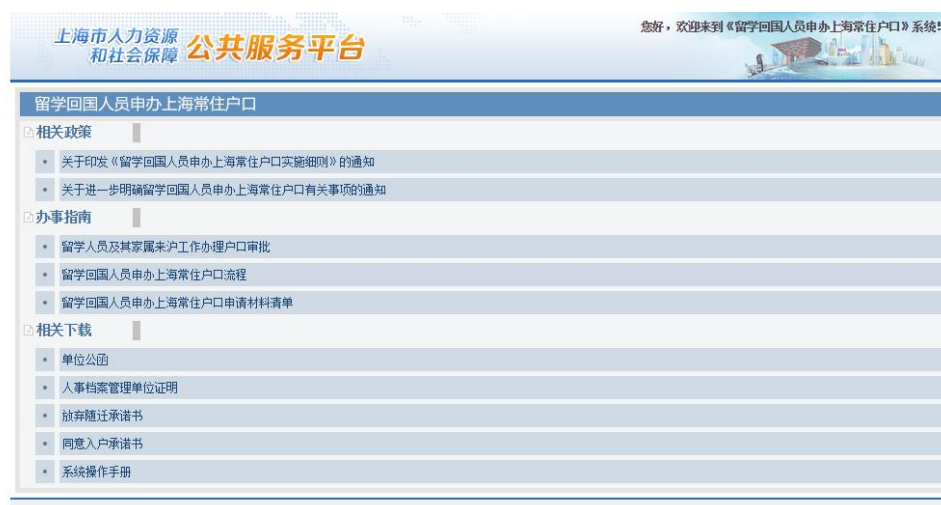 上海市人力资源
和社会保障 公共服务平台
您好，欢迎来到《留学回国人员申办上海常住户口》系统!
留学回国人员申办上海常住户口
相关政策
关于印发《留学回国人员申办上海常住户口实施细则》的通知
关于进一步明确留学回国人员申办上海常住户口有关事项的通知
办事指南
留学人员及其家属来沪工作办理户口审批
留学回国人员申办上海常住户口流程
留学回国人员申办上海常住户口申请材料清单
相关下载
单位公函
人事档案管理单位证明
放弃随迁承诺书
同意入户承诺书
系统操作手册